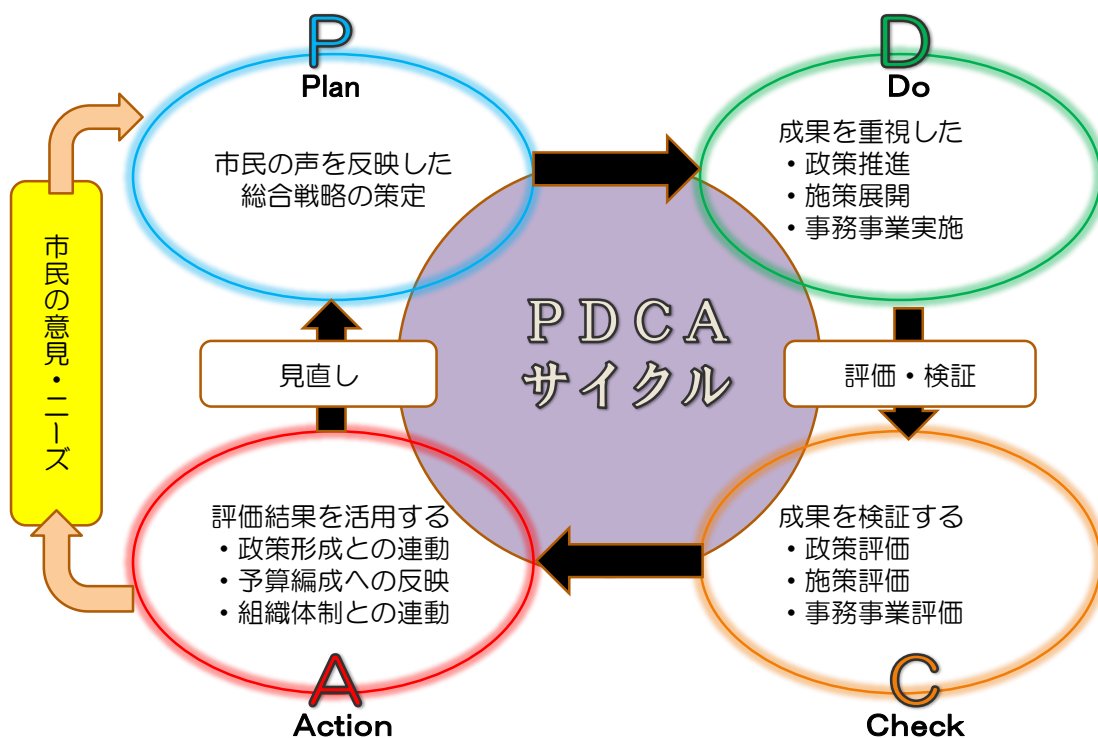 P
Plan
市民の声を反映した
総合戦略の策定
D
Do
成果を重視した
・政策推進
・施策展開
・事務事業実施
市民の意見・ニーズ
PDCA
サイクル
見直し
評価・検証
評価結果を活用する
・政策形成との連動
・予算編成への反映
・組織体制との連動
A
Action
成果を検証する
・政策評価
・施策評価
・事務事業評価
C
Check